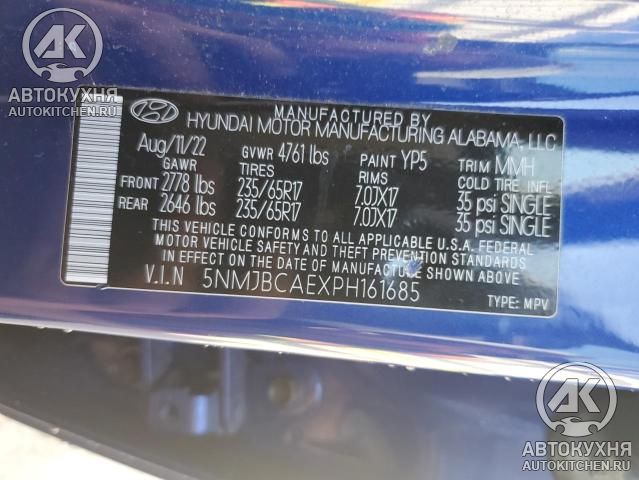 АВТОКУХНЯ
AUTOKITCHEN.RU
MANUFACTURED BY
HYUNDAI MOTOR MANUFACTURING ALABAMA, LLC
Aug/11/22 GVWR 4761 lbs PAINT YP5 TRIM MMH
GAWR TIRES RIMS COLD TIRE INFL
FRONT 2778 lbs 235/65R17 7.0JX17 35 psi SINGLE
REAR 2646 lbs 235/65R17 7.0JX17 35 psi SINGLE
THIS VEHICLE CONFORMS TO ALL APPLICABLE U.S.A. FEDERAL
MOTOR VEHICLE SAFETY AND THEFT PREVENTION STANDARDS
IN EFFECT ON THE DATE OF MANUFACTURE SHOWN ABOVE.
V.I.N 5NMJBCAEXPH161685
TYPE: MPV
АВТОКУХНЯ
AUTOKITCHEN.RU